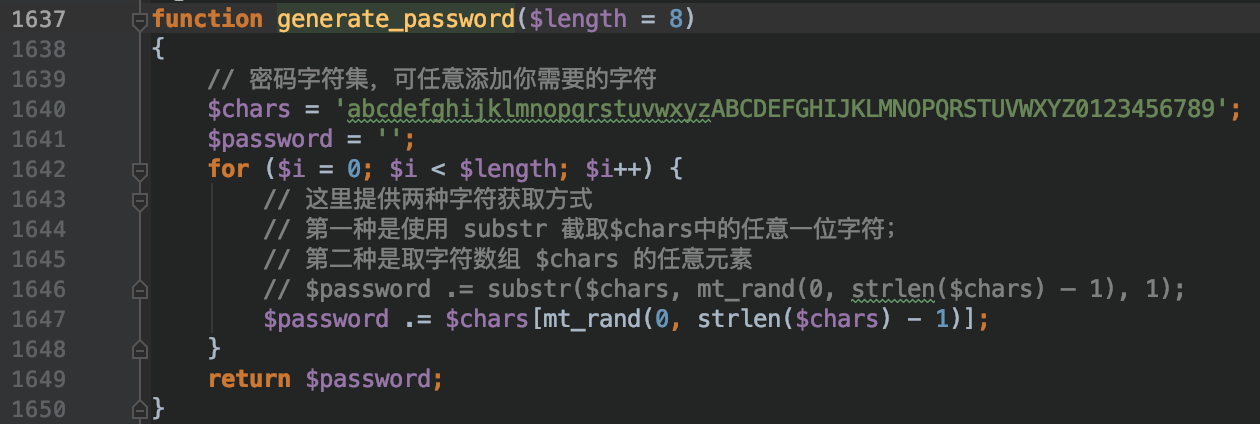 1637 function generate_password($length = 8)
1638 {
1639 // 密码字符集，可任意添加你需要的字符
1640 $chars = 'abcdefghijklmnopqrstuvwxyzABCDEFGHIJKLMNOPQRSTUVWXYZ0123456789';
1641 $password = '';
1642 for ($i = 0; $i < $length; $i++) {
1643 // 这里提供两种字符获取方式
1644 // 第一种是使用 substr 截取$chars中的任意一位字符；
1645 // 第二种是取字符数组 $chars 的任意元素
1646 // $password .= substr($chars, mt_rand(0, strlen($chars) – 1), 1);
1647 $password .= $chars[mt_rand(0, strlen($chars) - 1)];
1648 }
1649 return $password;
1650 }